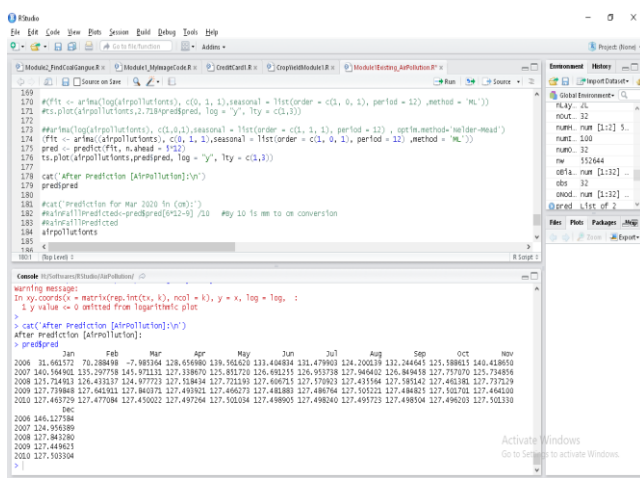 RStudio
File Edit Code View Plots Session Build Debug Tools Help
Go to file/function Addins Project: (None)
Module2_FindCoalGangue.R Module1_MyImageCode.R CreditCard1.R CropYieldModule1.R Module1Existing_AirPollution.R*
Source on Save Run Source
169
170 #(fit <- arima(log(airpollutionts), c(0, 1, 1),seasonal = list(order = c(1, 0, 1), period = 12) ,method = 'ML'))
171 #ts.plot(airpollutionts,2.718^pred$pred, log = "y", lty = c(1,3))
172
173 ##arima(log(airpollutionts), c(1,0,1),seasonal = list(order = c(1, 1, 1), period = 12) , optim.method='Nelder-Mead')
174 (fit <- arima((airpollutionts), c(0, 1, 1),seasonal = list(order = c(1, 0, 1), period = 12) ,method = 'ML'))
175 pred <- predict(fit, n.ahead = 5*12)
176 ts.plot(airpollutionts,pred$pred, log = "y", lty = c(1,3))
177
178 cat('After Prediction [AirPollution]:\n')
179 pred$pred
180
181 #cat('Prediction for Mar 2020 in (cm):')
182 #RainFallPredicted<-pred$pred[6*12-9] /10 #by 10 is mm to cm conversion
183 #RainFallPredicted
184 airpollutionts
185
186
180:1 (Top Level) R Script
Console
Warning message:
In xy.coords(x = matrix(rep.int(tx, k), ncol = k), y = x, log = log, :
1 y value <= 0 omitted from logarithmic plot
>
> cat('After Prediction [AirPollution]:\n')
After Prediction [AirPollution]:
> pred$pred
Jan Feb Mar Apr May Jun Jul Aug Sep Oct Nov
2006 31.661572 70.288498 -7.985364 128.656980 139.561620 133.404834 131.479903 124.200139 132.244645 125.588615 140.418650
2007 140.564901 135.297758 145.971131 127.338670 125.851720 126.691255 126.953738 127.946402 126.849458 127.757070 125.734856
2008 125.714913 126.433137 124.977723 127.518434 127.721193 127.606715 127.570923 127.435564 127.585142 127.461381 127.737129
2009 127.739848 127.641911 127.840371 127.493921 127.466273 127.481883 127.486764 127.505221 127.484825 127.501701 127.464100
2010 127.463729 127.477084 127.450022 127.497264 127.501034 127.498905 127.498240 127.495723 127.498504 127.496203 127.501330
Dec
2006 146.127584
2007 124.956389
2008 127.843280
2009 127.449625
2010 127.503304
>
Environment History
Import Dataset
Global Environment
nLay.. 2L
nOut.. 32
numH.. num [1:2] 5..
numI.. 100
numO.. 32
nw 552644
oBia.. num [1:32] ..
obs 32
oNod.. num [1:32] ..
pred List of 2
Files Plots Packages Help
Zoom Export
Activate Windows
Go to Settings to activate Windows.